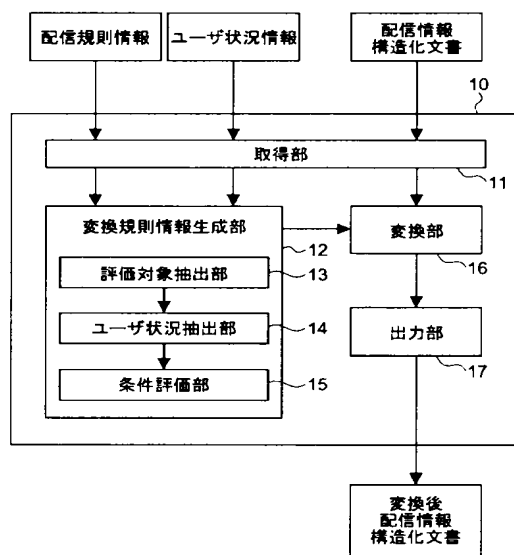 配信規則情報
ユーザ状況情報
配信情報
構造化文書
10
取得部
11
変換規則情報生成部
12
変換部
16
評価対象抽出部
13
ユーザ状況抽出部
14
出力部
17
条件評価部
15
変換後
配信情報
構造化文書